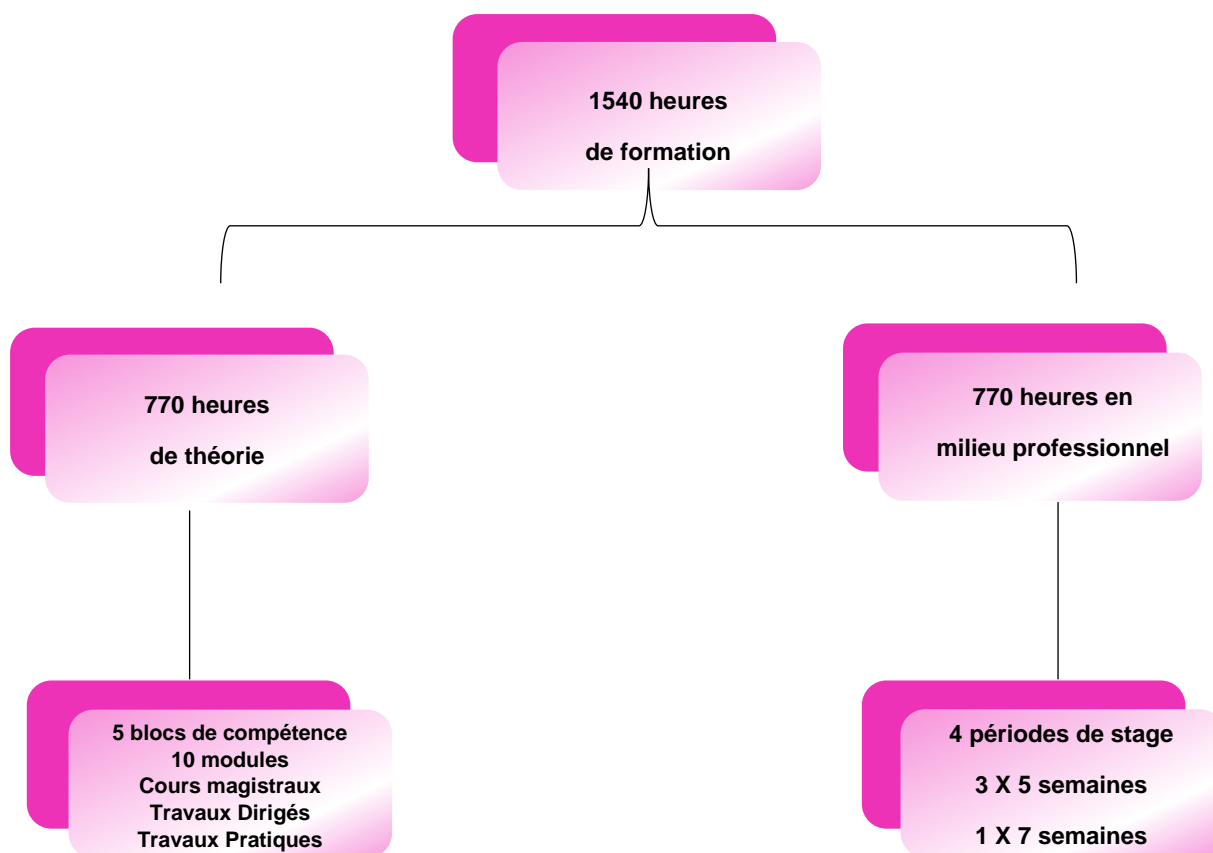 1540 heures
de formation
770 heures
de théorie
770 heures en
milieu professionnel
5 blocs de compétence
10 modules
Cours magistraux
Travaux Dirigés
Travaux Pratiques
4 périodes de stage
3 X 5 semaines
1 X 7 semaines